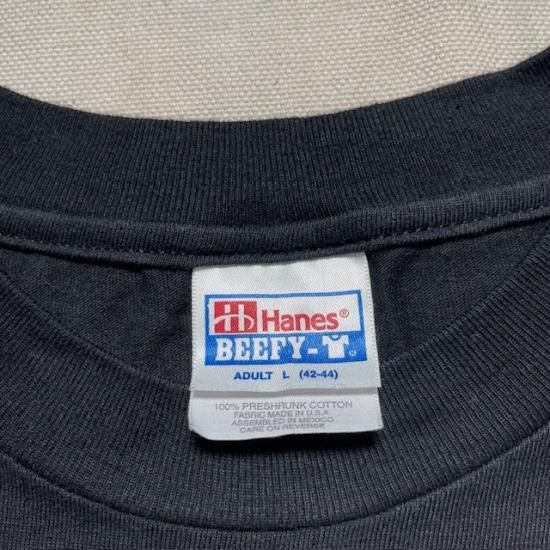 Hanes®
BEEFY-T®
ADULT L (42-44)
100% PRESHRUNK COTTON
FABRIC MADE IN U.S.A.
ASSEMBLED IN MEXICO
CARE ON REVERSE